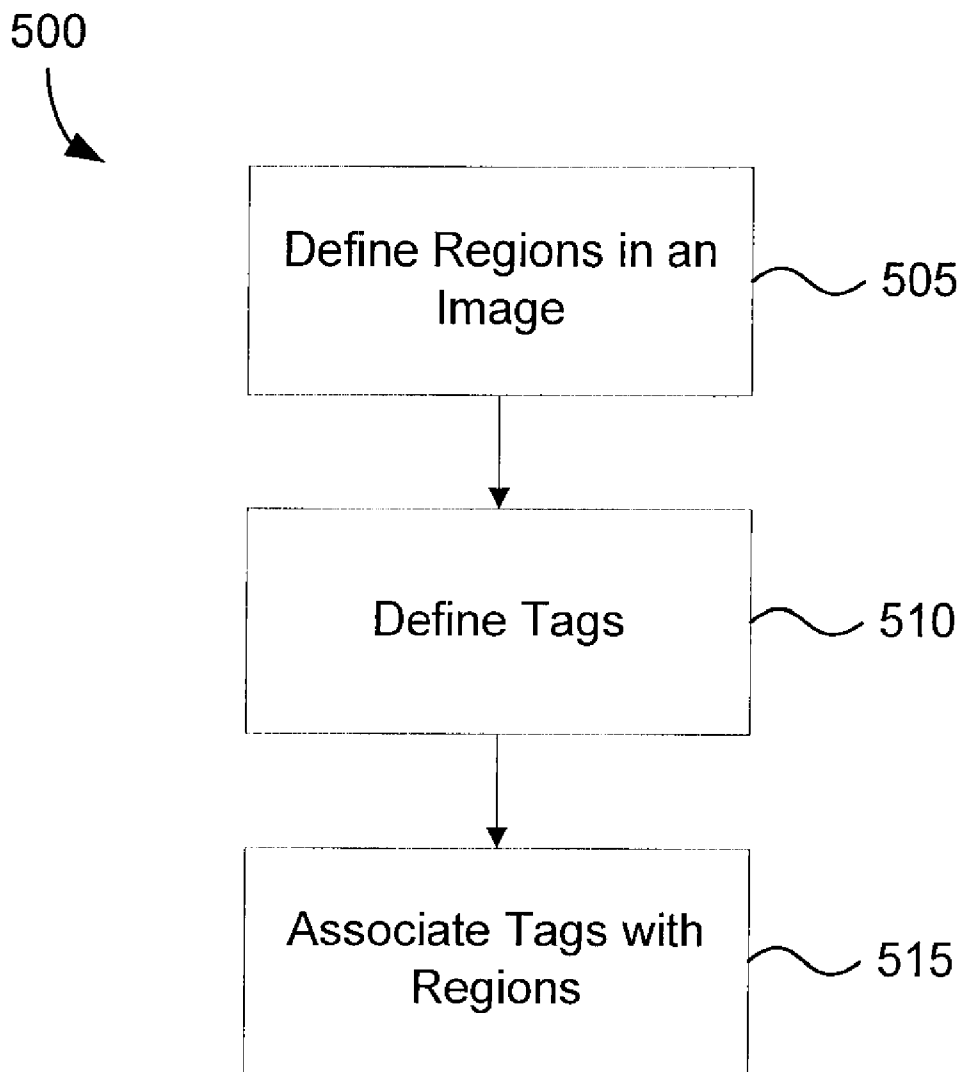 500
Define Regions in an
Image
505
Define Tags
510
Associate Tags with
Regions
515